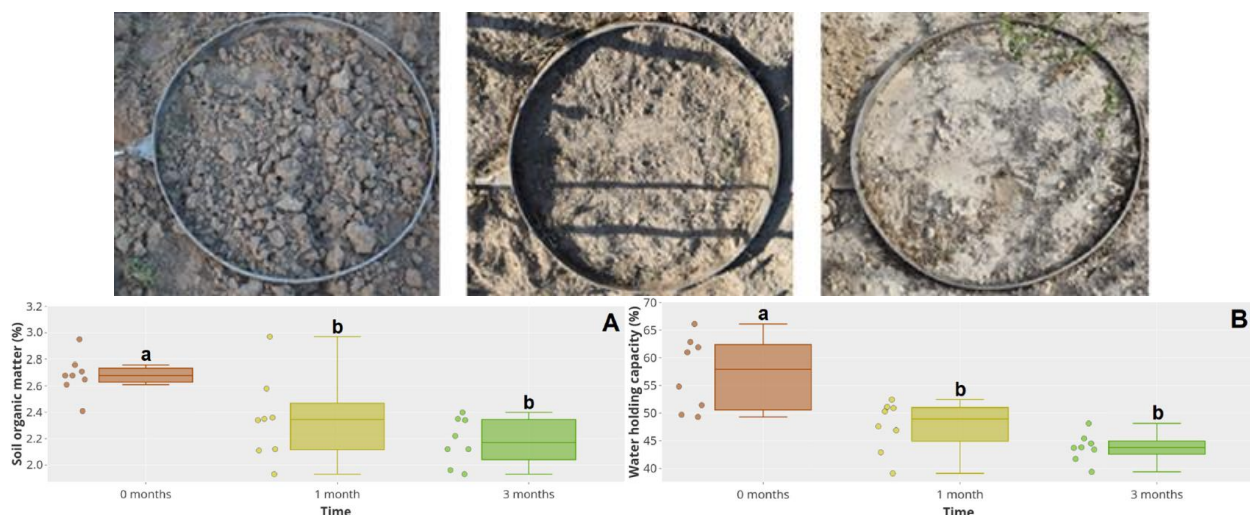 3.2
3.0
2.8
2.6
2.4
2.2
2.0
Soil organic matter (%)
A
a
b
b
0 months
1 month
3 months
Time
70
65
60
55
50
45
40
Water holding capacity (%)
B
a
b
b
0 months
1 month
3 months
Time